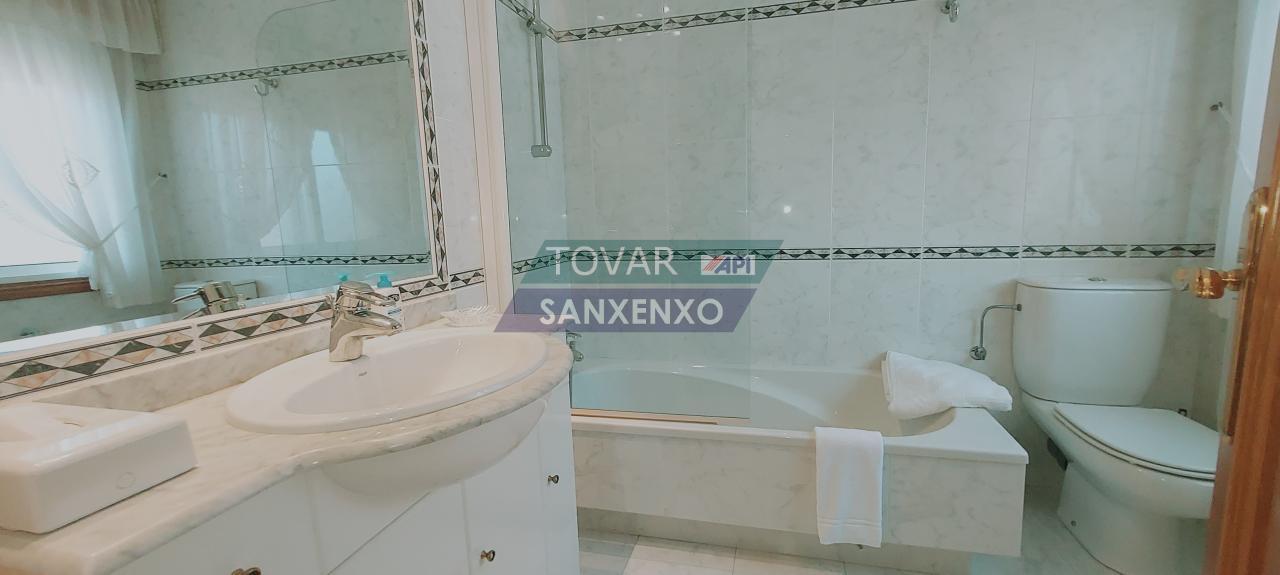 TOVAR API
SANXENXO